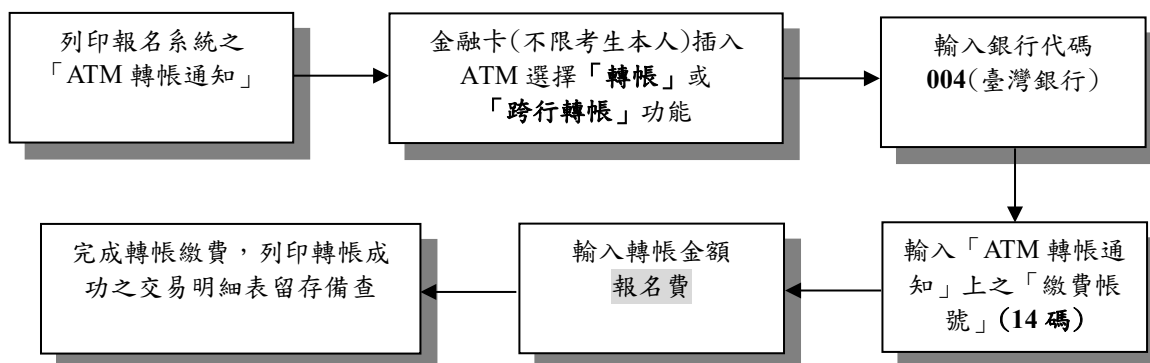 列印報名系統之
「ATM 轉帳通知」
金融卡(不限考生本人)插入
ATM 選擇「轉帳」或
「跨行轉帳」功能
輸入銀行代碼
004(臺灣銀行)
輸入「ATM 轉帳通
知」上之「繳費帳
號」(14 碼)
輸入轉帳金額
報名費
完成轉帳繳費，列印轉帳成
功之交易明細表留存備查